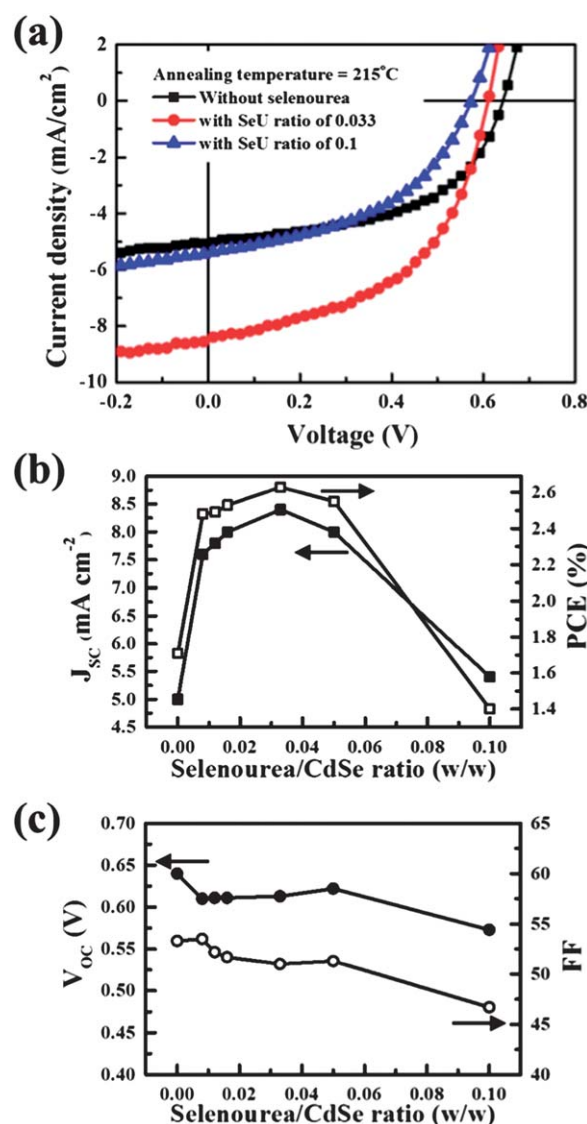 (a)
Annealing temperature = 215°C
Without selenourea
with SeU ratio of 0.033
with SeU ratio of 0.1
Current density (mA/cm²)
2
0
-2
-4
-6
-8
-10
-0.2 0.0 0.2 0.4 0.6 0.8
Voltage (V)
(b)
J_SC (mA cm⁻²)
9.0
8.5
8.0
7.5
7.0
6.5
6.0
5.5
5.0
4.5
2.6
2.4
2.2
2.0
1.8
1.6
1.4
PCE (%)
0.00 0.02 0.04 0.06 0.08 0.10
Selenourea/CdSe ratio (w/w)
(c)
V_OC (V)
0.70
0.65
0.60
0.55
0.50
0.45
0.40
65
60
55
50
45
40
FF
0.00 0.02 0.04 0.06 0.08 0.10
Selenourea/CdSe ratio (w/w)